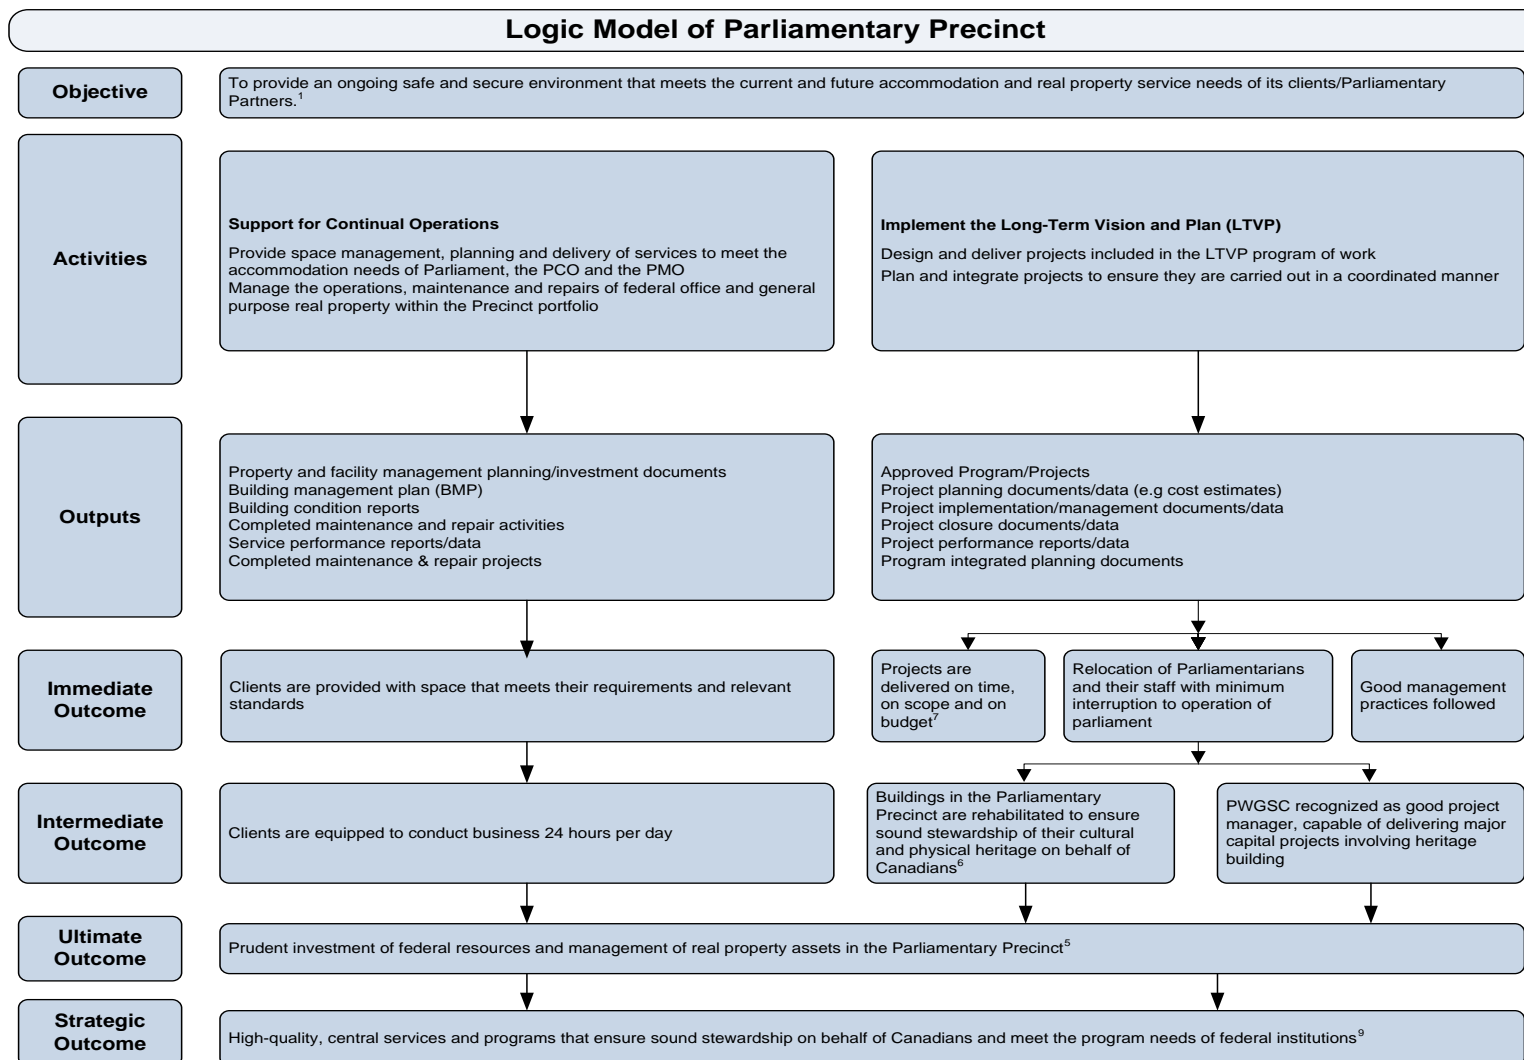 Logic Model of Parliamentary Precinct
Objective
To provide an ongoing safe and secure environment that meets the current and future accommodation and real property service needs of its clients/Parliamentary
Partners.1
Activities
Support for Continual Operations
Provide space management, planning and delivery of services to meet the
accommodation needs of Parliament, the PCO and the PMO
Manage the operations, maintenance and repairs of federal office and general
purpose real property within the Precinct portfolio
Implement the Long-Term Vision and Plan (LTVP)
Design and deliver projects included in the LTVP program of work
Plan and integrate projects to ensure they are carried out in a coordinated manner
Outputs
Property and facility management planning/investment documents
Building management plan (BMP)
Building condition reports
Completed maintenance and repair activities
Service performance reports/data
Completed maintenance & repair projects
Approved Program/Projects
Project planning documents/data (e.g cost estimates)
Project implementation/management documents/data
Project closure documents/data
Project performance reports/data
Program integrated planning documents
Immediate
Outcome
Clients are provided with space that meets their requirements and relevant
standards
Projects are
delivered on time,
on scope and on
budget7
Relocation of Parliamentarians
and their staff with minimum
interruption to operation of
parliament
Good management
practices followed
Intermediate
Outcome
Clients are equipped to conduct business 24 hours per day
Buildings in the Parliamentary
Precinct are rehabilitated to ensure
sound stewardship of their cultural
and physical heritage on behalf of
Canadians6
PWGSC recognized as good project
manager, capable of delivering major
capital projects involving heritage
building
Ultimate
Outcome
Prudent investment of federal resources and management of real property assets in the Parliamentary Precinct5
Strategic
Outcome
High-quality, central services and programs that ensure sound stewardship on behalf of Canadians and meet the program needs of federal institutions9